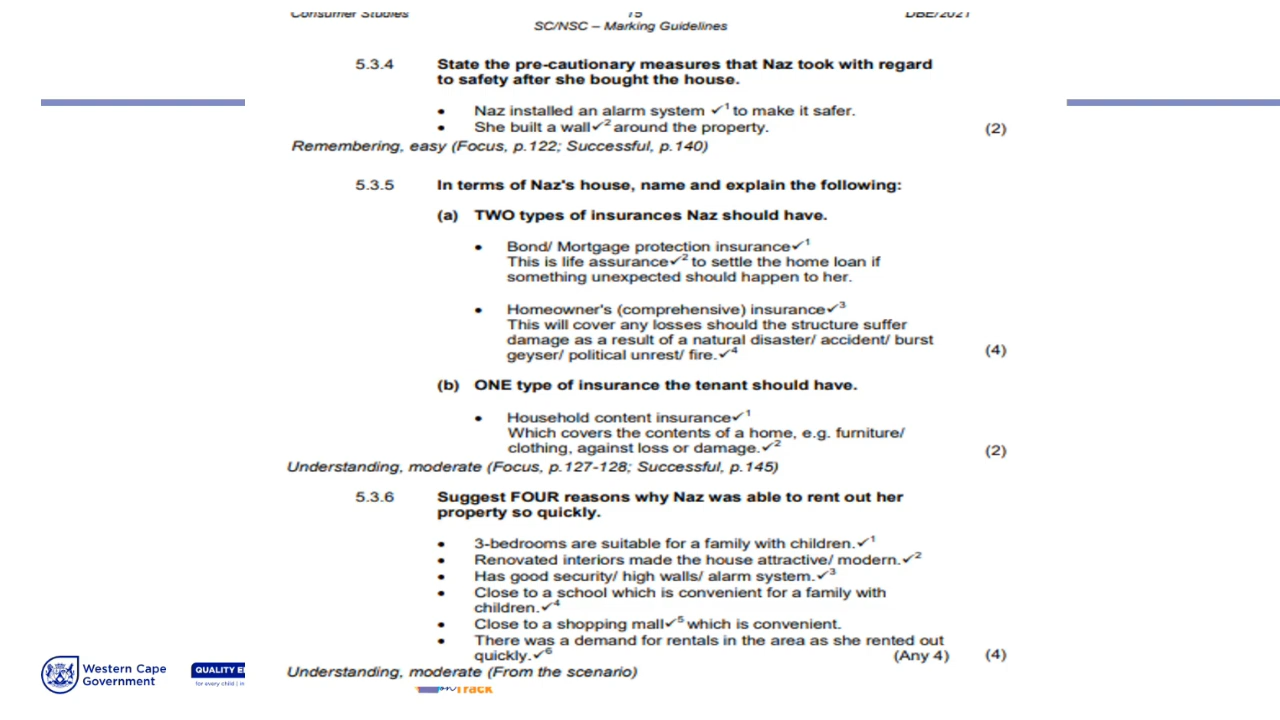 Consumer Studies 15 DBE/2021
SC/NSC – Marking Guidelines
5.3.4 State the pre-cautionary measures that Naz took with regard
to safety after she bought the house.
• Naz installed an alarm system ✓1 to make it safer.
• She built a wall✓2 around the property. (2)
Remembering, easy (Focus, p.122; Successful, p.140)
5.3.5 In terms of Naz's house, name and explain the following:
(a) TWO types of insurances Naz should have.
• Bond/ Mortgage protection insurance✓1
This is life assurance✓2 to settle the home loan if
something unexpected should happen to her.
• Homeowner's (comprehensive) insurance✓3
This will cover any losses should the structure suffer
damage as a result of a natural disaster/ accident/ burst
geyser/ political unrest/ fire.✓4 (4)
(b) ONE type of insurance the tenant should have.
• Household content insurance✓1
Which covers the contents of a home, e.g. furniture/
clothing, against loss or damage.✓2 (2)
Understanding, moderate (Focus, p.127-128; Successful, p.145)
5.3.6 Suggest FOUR reasons why Naz was able to rent out her
property so quickly.
• 3-bedrooms are suitable for a family with children.✓1
• Renovated interiors made the house attractive/ modern.✓2
• Has good security/ high walls/ alarm system.✓3
• Close to a school which is convenient for a family with
children.✓4
• Close to a shopping mall✓5 which is convenient.
• There was a demand for rentals in the area as she rented out
quickly.✓6 (Any 4) (4)
Understanding, moderate (From the scenario)
Western Cape
Government
QUALITY
for every child
Track